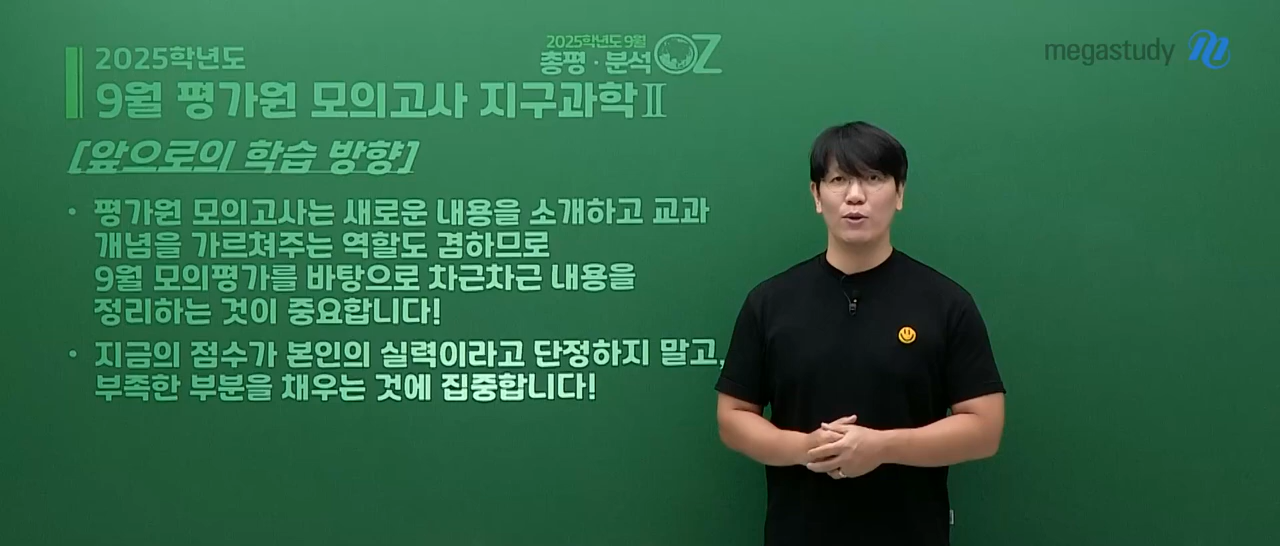 2025학년도
9월 평가원 모의고사 지구과학Ⅱ
2025학년도 9월
총평·분석 OZ
megastudy
[앞으로의 학습 방향]
• 평가원 모의고사는 새로운 내용을 소개하고 교과
개념을 가르쳐주는 역할도 겸하므로
9월 모의평가를 바탕으로 차근차근 내용을
정리하는 것이 중요합니다!
• 지금의 점수가 본인의 실력이라고 단정하지 말고,
부족한 부분을 채우는 것에 집중합니다!